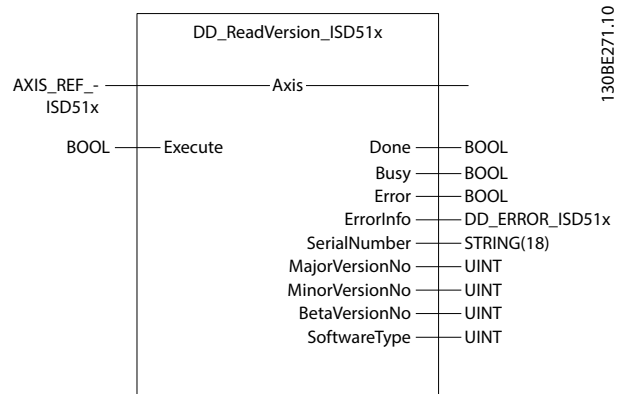 DD_ReadVersion_ISD51x
AXIS_REF_-
ISD51x
Axis
BOOL Execute Done BOOL
Busy BOOL
Error BOOL
ErrorInfo DD_ERROR_ISD51x
SerialNumber STRING(18)
MajorVersionNo UINT
MinorVersionNo UINT
BetaVersionNo UINT
SoftwareType UINT
130BE271.10